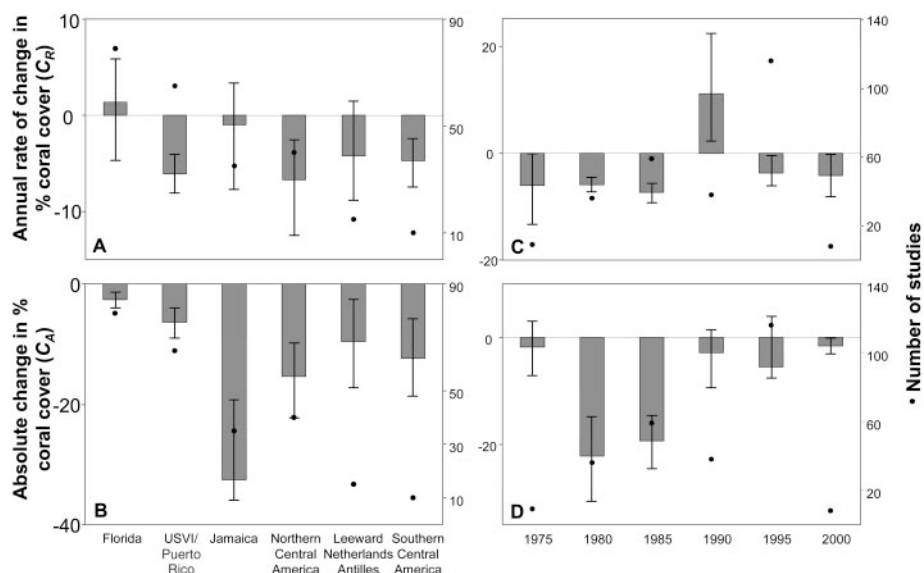 Annual rate of change in
% coral cover (C_R)
10
0
-10
A
90
50
10
20
0
-20
C
140
100
60
20
Absolute change in %
coral cover (C_A)
0
-20
-40
B
90
50
30
10
0
-20
D
140
100
60
20
Number of studies
Florida
USVI/
Puerto
Rico
Jamaica
Northern
Central
America
Leeward
Netherlands
Antilles
Southern
Central
America
1975
1980
1985
1990
1995
2000